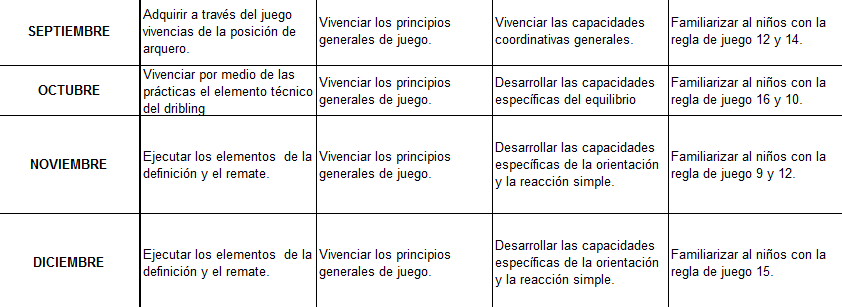 SEPTIEMBRE
Adquirir a través del juego
vivencias de la posición de
arquero.
Vivenciar los principios
generales de juego.
Vivenciar las capacidades
coordinativas generales.
Familiarizar al niños con la
regla de juego 12 y 14.
OCTUBRE
Vivenciar por medio de las
prácticas el elemento técnico
del dribling
Vivenciar los principios
generales de juego.
Desarrollar las capacidades
específicas del equilibrio
Familiarizar al niños con la
regla de juego 16 y 10.
NOVIEMBRE
Ejecutar los elementos de la
definición y el remate.
Vivenciar los principios
generales de juego.
Desarrollar las capacidades
específicas de la orientación
y la reacción simple.
Familiarizar al niños con la
regla de juego 9 y 12.
DICIEMBRE
Ejecutar los elementos de la
definición y el remate.
Vivenciar los principios
generales de juego.
Desarrollar las capacidades
específicas de la orientación
y la reacción simple.
Familiarizar al niños con la
regla de juego 15.